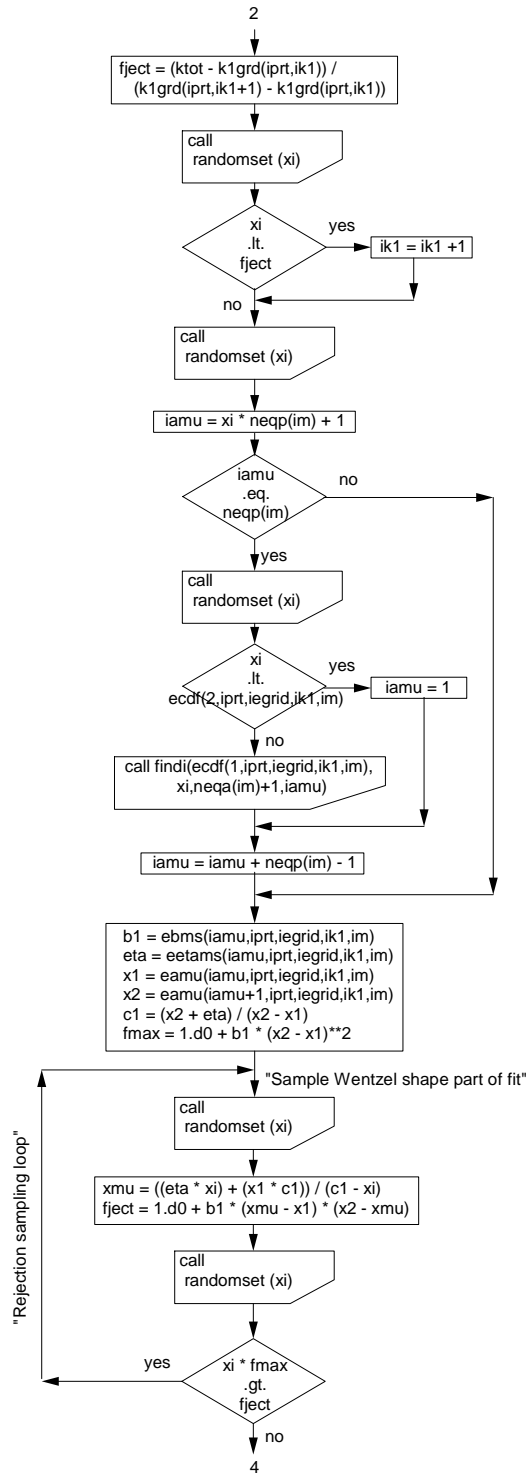 2
fject = (ktot - k1grd(iprt,ik1)) /
(k1grd(iprt,ik1+1) - k1grd(iprt,ik1))
call
randomset (xi)
xi
.lt.
fject
yes
ik1 = ik1 +1
no
call
randomset (xi)
iamu = xi * neqp(im) + 1
iamu
.eq.
neqp(im)
no
yes
call
randomset (xi)
xi
.lt.
ecdf(2,iprt,iegrid,ik1,im)
yes
iamu = 1
no
call findi(ecdf(1,iprt,iegrid,ik1,im),
xi,neqa(im)+1,iamu)
iamu = iamu + neqp(im) - 1
b1 = ebms(iamu,iprt,iegrid,ik1,im)
eta = eetams(iamu,iprt,iegrid,ik1,im)
x1 = eamu(iamu,iprt,iegrid,ik1,im)
x2 = eamu(iamu+1,iprt,iegrid,ik1,im)
c1 = (x2 + eta) / (x2 - x1)
fmax = 1.d0 + b1 * (x2 - x1)**2
"Sample Wentzel shape part of fit"
call
randomset (xi)
"Rejection sampling loop"
xmu = ((eta * xi) + (x1 * c1)) / (c1 - xi)
fject = 1.d0 + b1 * (xmu - x1) * (x2 - xmu)
call
randomset (xi)
yes
xi * fmax
.gt.
fject
no
4